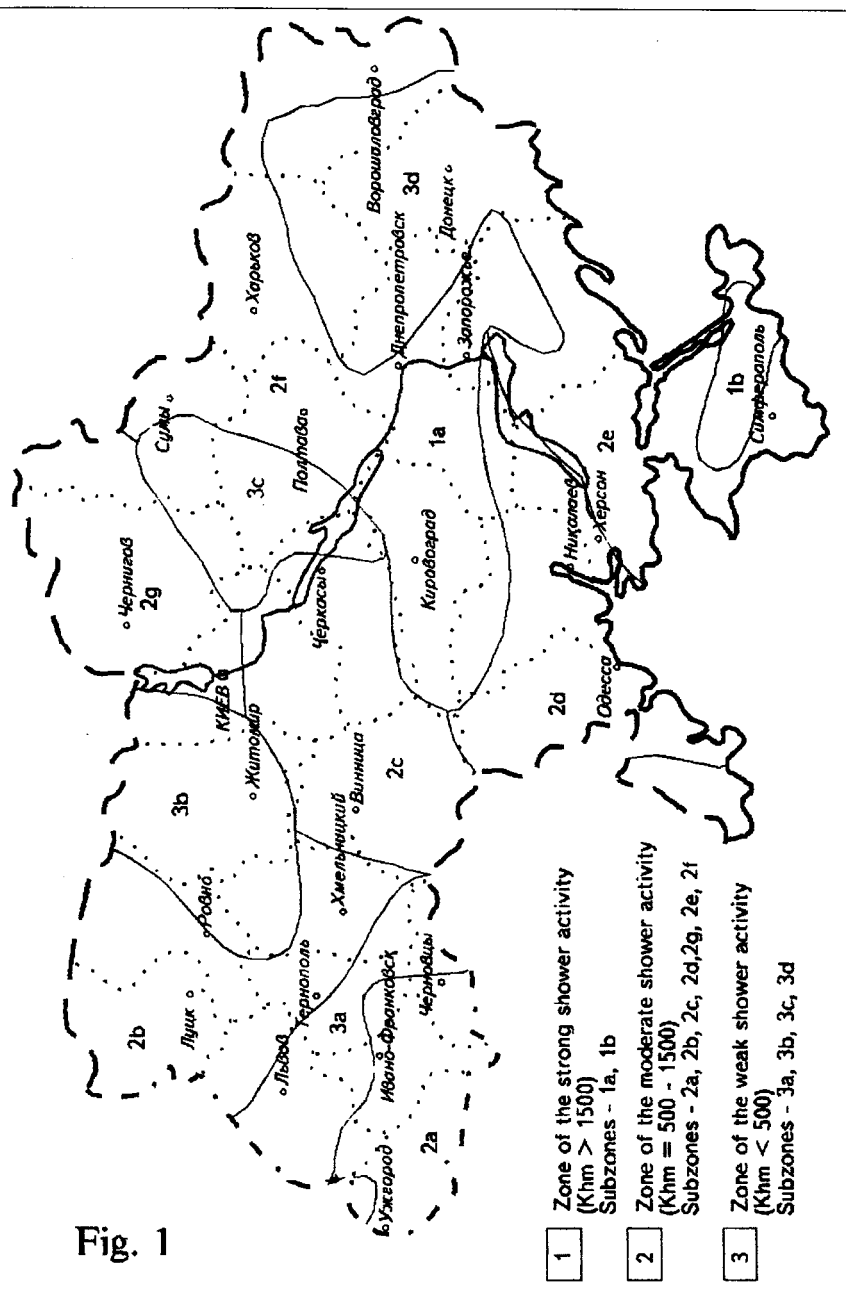 Чернигов
2g
Сумы
2b
Луцк
Ровно
3b
КИЕВ
Житомир
3c
2f
Харьков
Полтава
Львов
Тернополь
3a
Хмельницкий
Винница
2c
Черкасы
Ворошаловград
Ужгород
Ивано-Франковск
Черновцы
2a
Кировоград
1a
Днепропетровск
3d
Донецк
Запорожье
2d
Николаев
Херсон
2e
Одесса
1b
Симферополь
Fig. 1
1
Zone of the strong shower activity
(Khm > 1500)
Subzones - 1a, 1b
2
Zone of the moderate shower activity
(Khm = 500 - 1500)
Subzones - 2a, 2b, 2c, 2d,2g, 2e, 2f
3
Zone of the weak shower activity
(Khm < 500)
Subzones - 3a, 3b, 3c, 3d